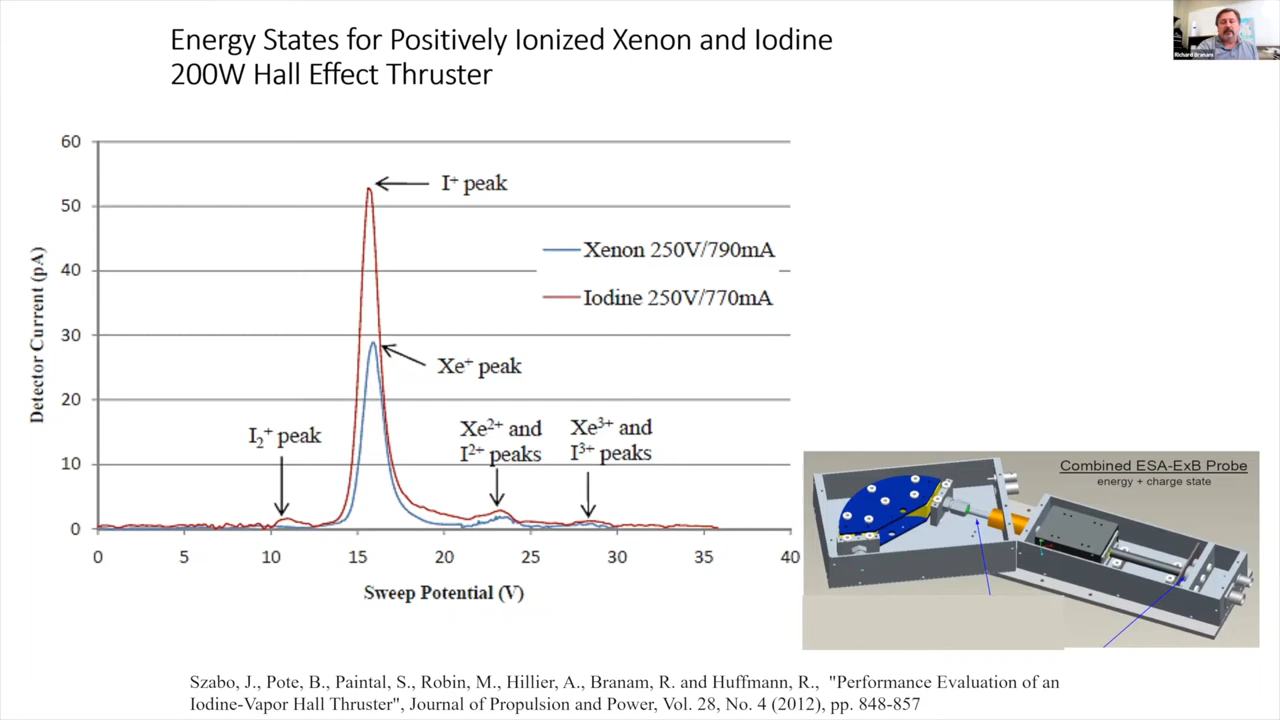 Energy States for Positively Ionized Xenon and Iodine
200W Hall Effect Thruster
Richard Branam
60
50
40
30
20
10
0
Detector Current (pA)
I⁺ peak
Xenon 250V/790mA
Iodine 250V/770mA
Xe⁺ peak
I₂⁺ peak
Xe²⁺ and
I²⁺ peaks
Xe³⁺ and
I³⁺ peaks
0 5 10 15 20 25 30 35 40
Sweep Potential (V)
Combined ESA-ExB Probe
energy + charge state
Szabo, J., Pote, B., Paintal, S., Robin, M., Hillier, A., Branam, R. and Huffmann, R., "Performance Evaluation of an
Iodine-Vapor Hall Thruster", Journal of Propulsion and Power, Vol. 28, No. 4 (2012), pp. 848-857